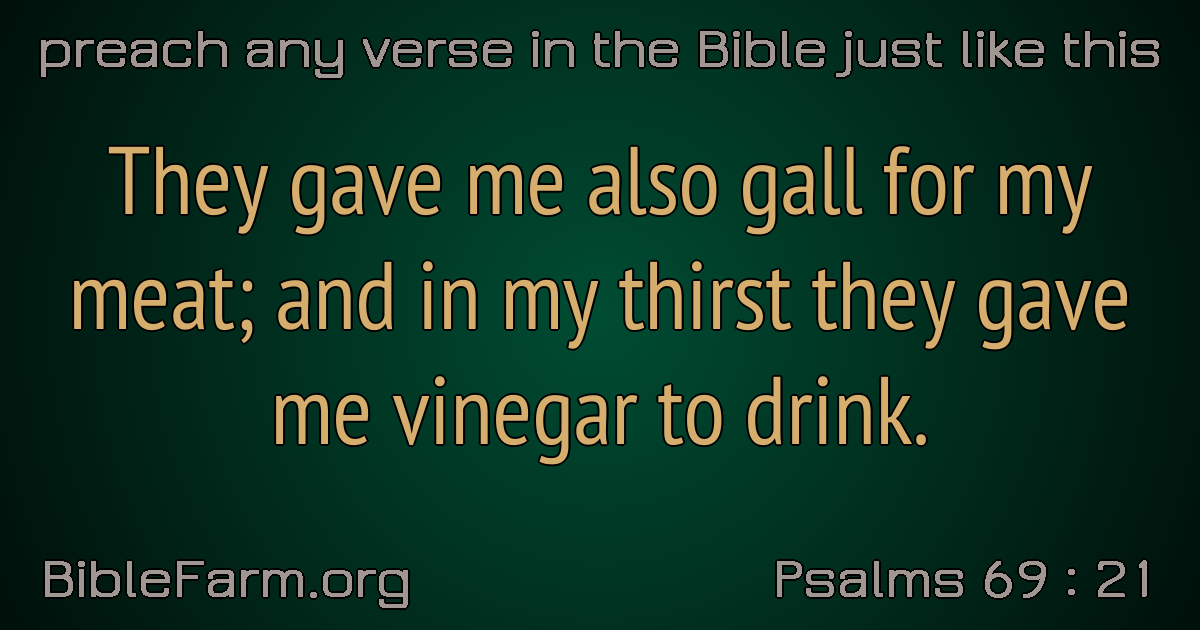 preach any verse in the Bible just like this
They gave me also gall for my
meat; and in my thirst they gave
me vinegar to drink.
BibleFarm.org
Psalms 69 : 21